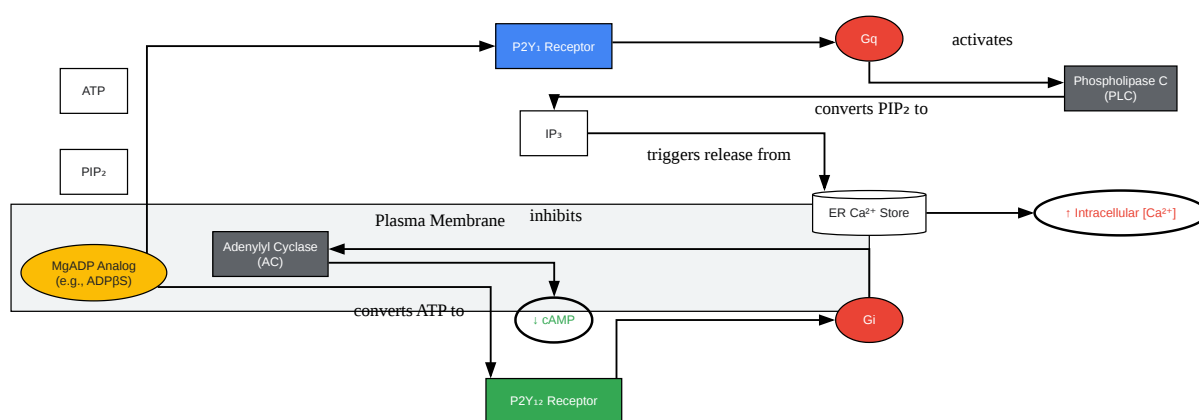 P2Y₁ Receptor
Gq
activates
ATP
Phospholipase C
(PLC)
converts PIP₂ to
IP₃
triggers release from
PIP₂
ER Ca²⁺ Store
↑ Intracellular [Ca²⁺]
Plasma Membrane
inhibits
Adenylyl Cyclase
(AC)
MgADP Analog
(e.g., ADPβS)
converts ATP to
↓ cAMP
Gi
P2Y₁₂ Receptor